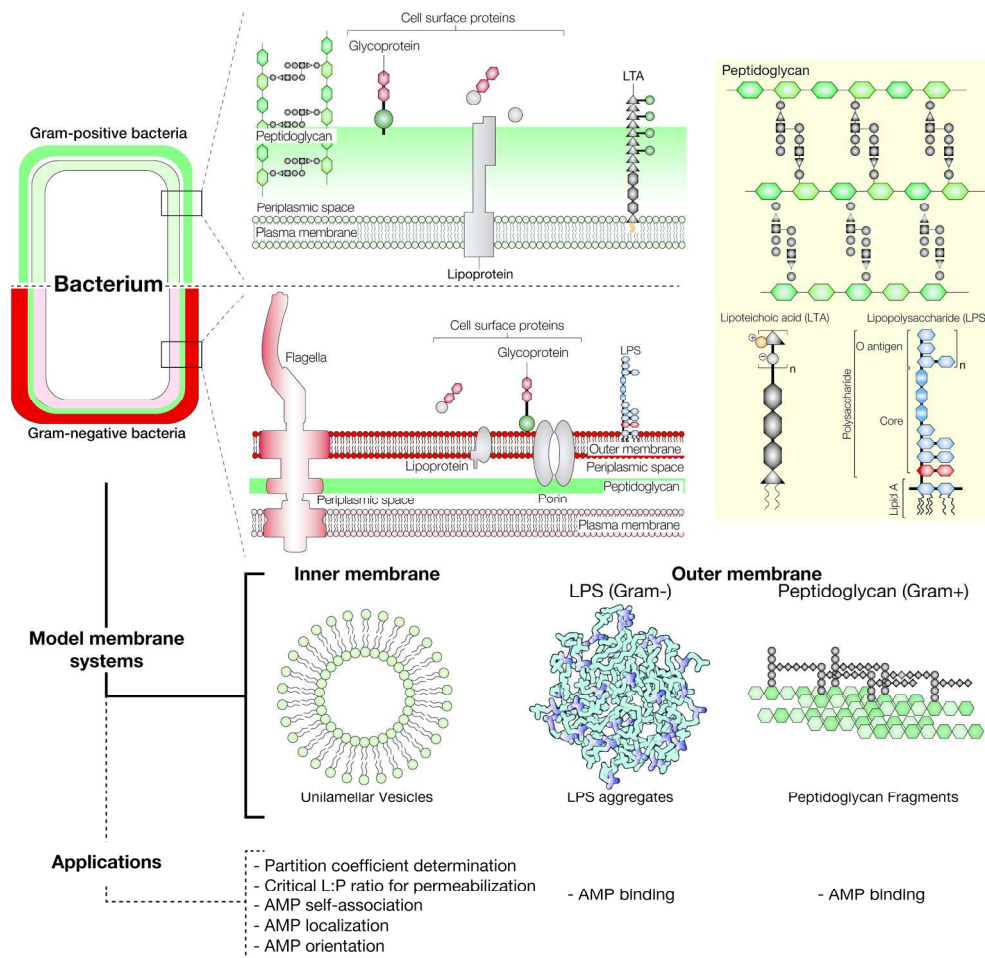 Cell surface proteins
Glycoprotein
LTA
Peptidoglycan
Periplasmic space
Plasma membrane
Lipoprotein
Gram-positive bacteria
Bacterium
Gram-negative bacteria
Flagella
Cell surface proteins
Glycoprotein
LPS
Outer membrane
Lipoprotein
Periplasmic space
Peptidoglycan
Periplasmic space
Porin
Plasma membrane
Peptidoglycan
Lipoteichoic acid (LTA)
+
−
n
Lipopolysaccharide (LPS
O antigen
n
Polysaccharide
Core
Lipid A
Model membrane
systems
Inner membrane
Outer membrane
LPS (Gram-)
Peptidoglycan (Gram+)
Unilamellar Vesicles
LPS aggregates
Peptidoglycan Fragments
Applications
- Partition coefficient determination
- Critical L:P ratio for permeabilization
- AMP self-association
- AMP localization
- AMP orientation
- AMP binding
- AMP binding